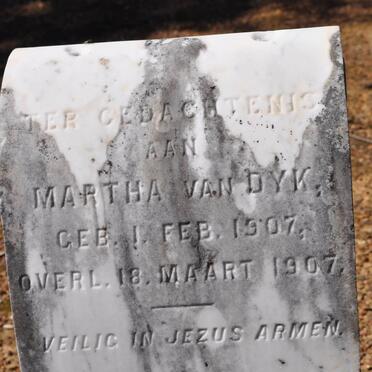 TER GEDACHTENIS
AAN
MARTHA VAN DYK,
GEB. 1. FEB. 1907,
OVERL. 18. MAART 1907.
VEILIG IN JEZUS ARMEN.